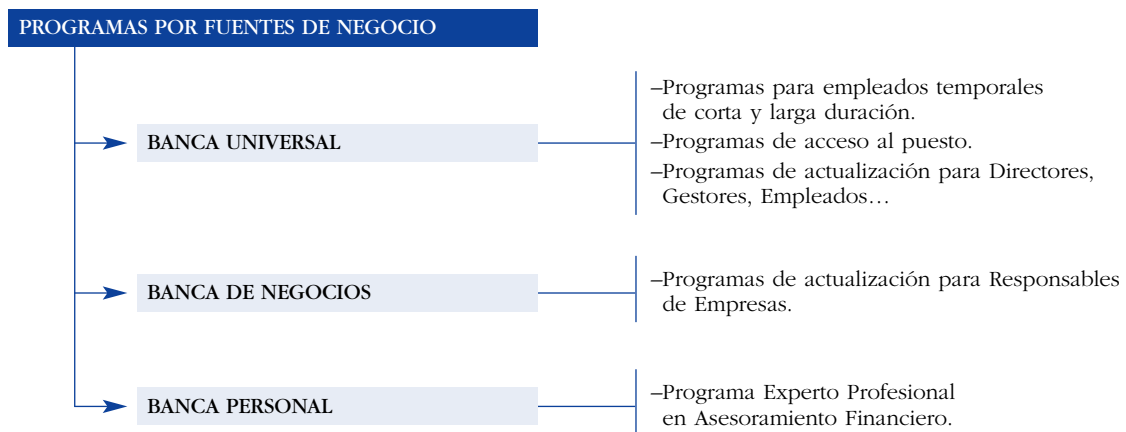 PROGRAMAS POR FUENTES DE NEGOCIO
BANCA UNIVERSAL
–Programas para empleados temporales
de corta y larga duración.
–Programas de acceso al puesto.
–Programas de actualización para Directores,
Gestores, Empleados…
BANCA DE NEGOCIOS
–Programas de actualización para Responsables
de Empresas.
BANCA PERSONAL
–Programa Experto Profesional
en Asesoramiento Financiero.